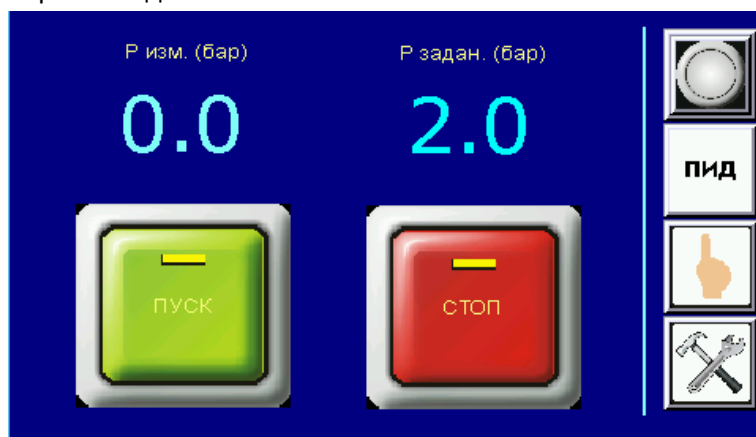 Р изм. (бар)
Р задан. (бар)
0.0
2.0
ПИД
ПУСК
СТОП